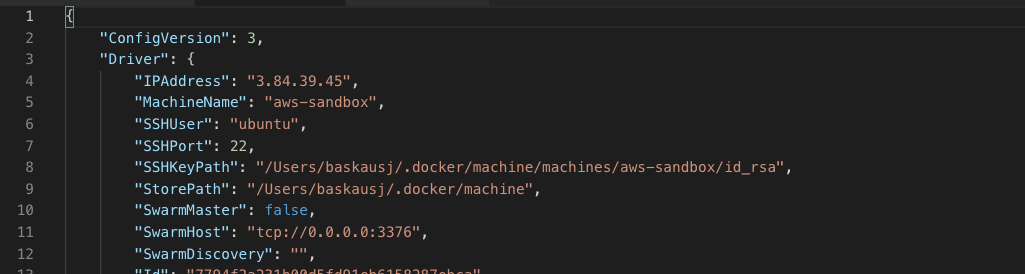 1 {
2 "ConfigVersion": 3,
3 "Driver": {
4 "IPAddress": "3.84.39.45",
5 "MachineName": "aws-sandbox",
6 "SSHUser": "ubuntu",
7 "SSHPort": 22,
8 "SSHKeyPath": "/Users/baskausj/.docker/machine/machines/aws-sandbox/id_rsa",
9 "StorePath": "/Users/baskausj/.docker/machine",
10 "SwarmMaster": false,
11 "SwarmHost": "tcp://0.0.0.0:3376",
12 "SwarmDiscovery": "",
13 "Id":